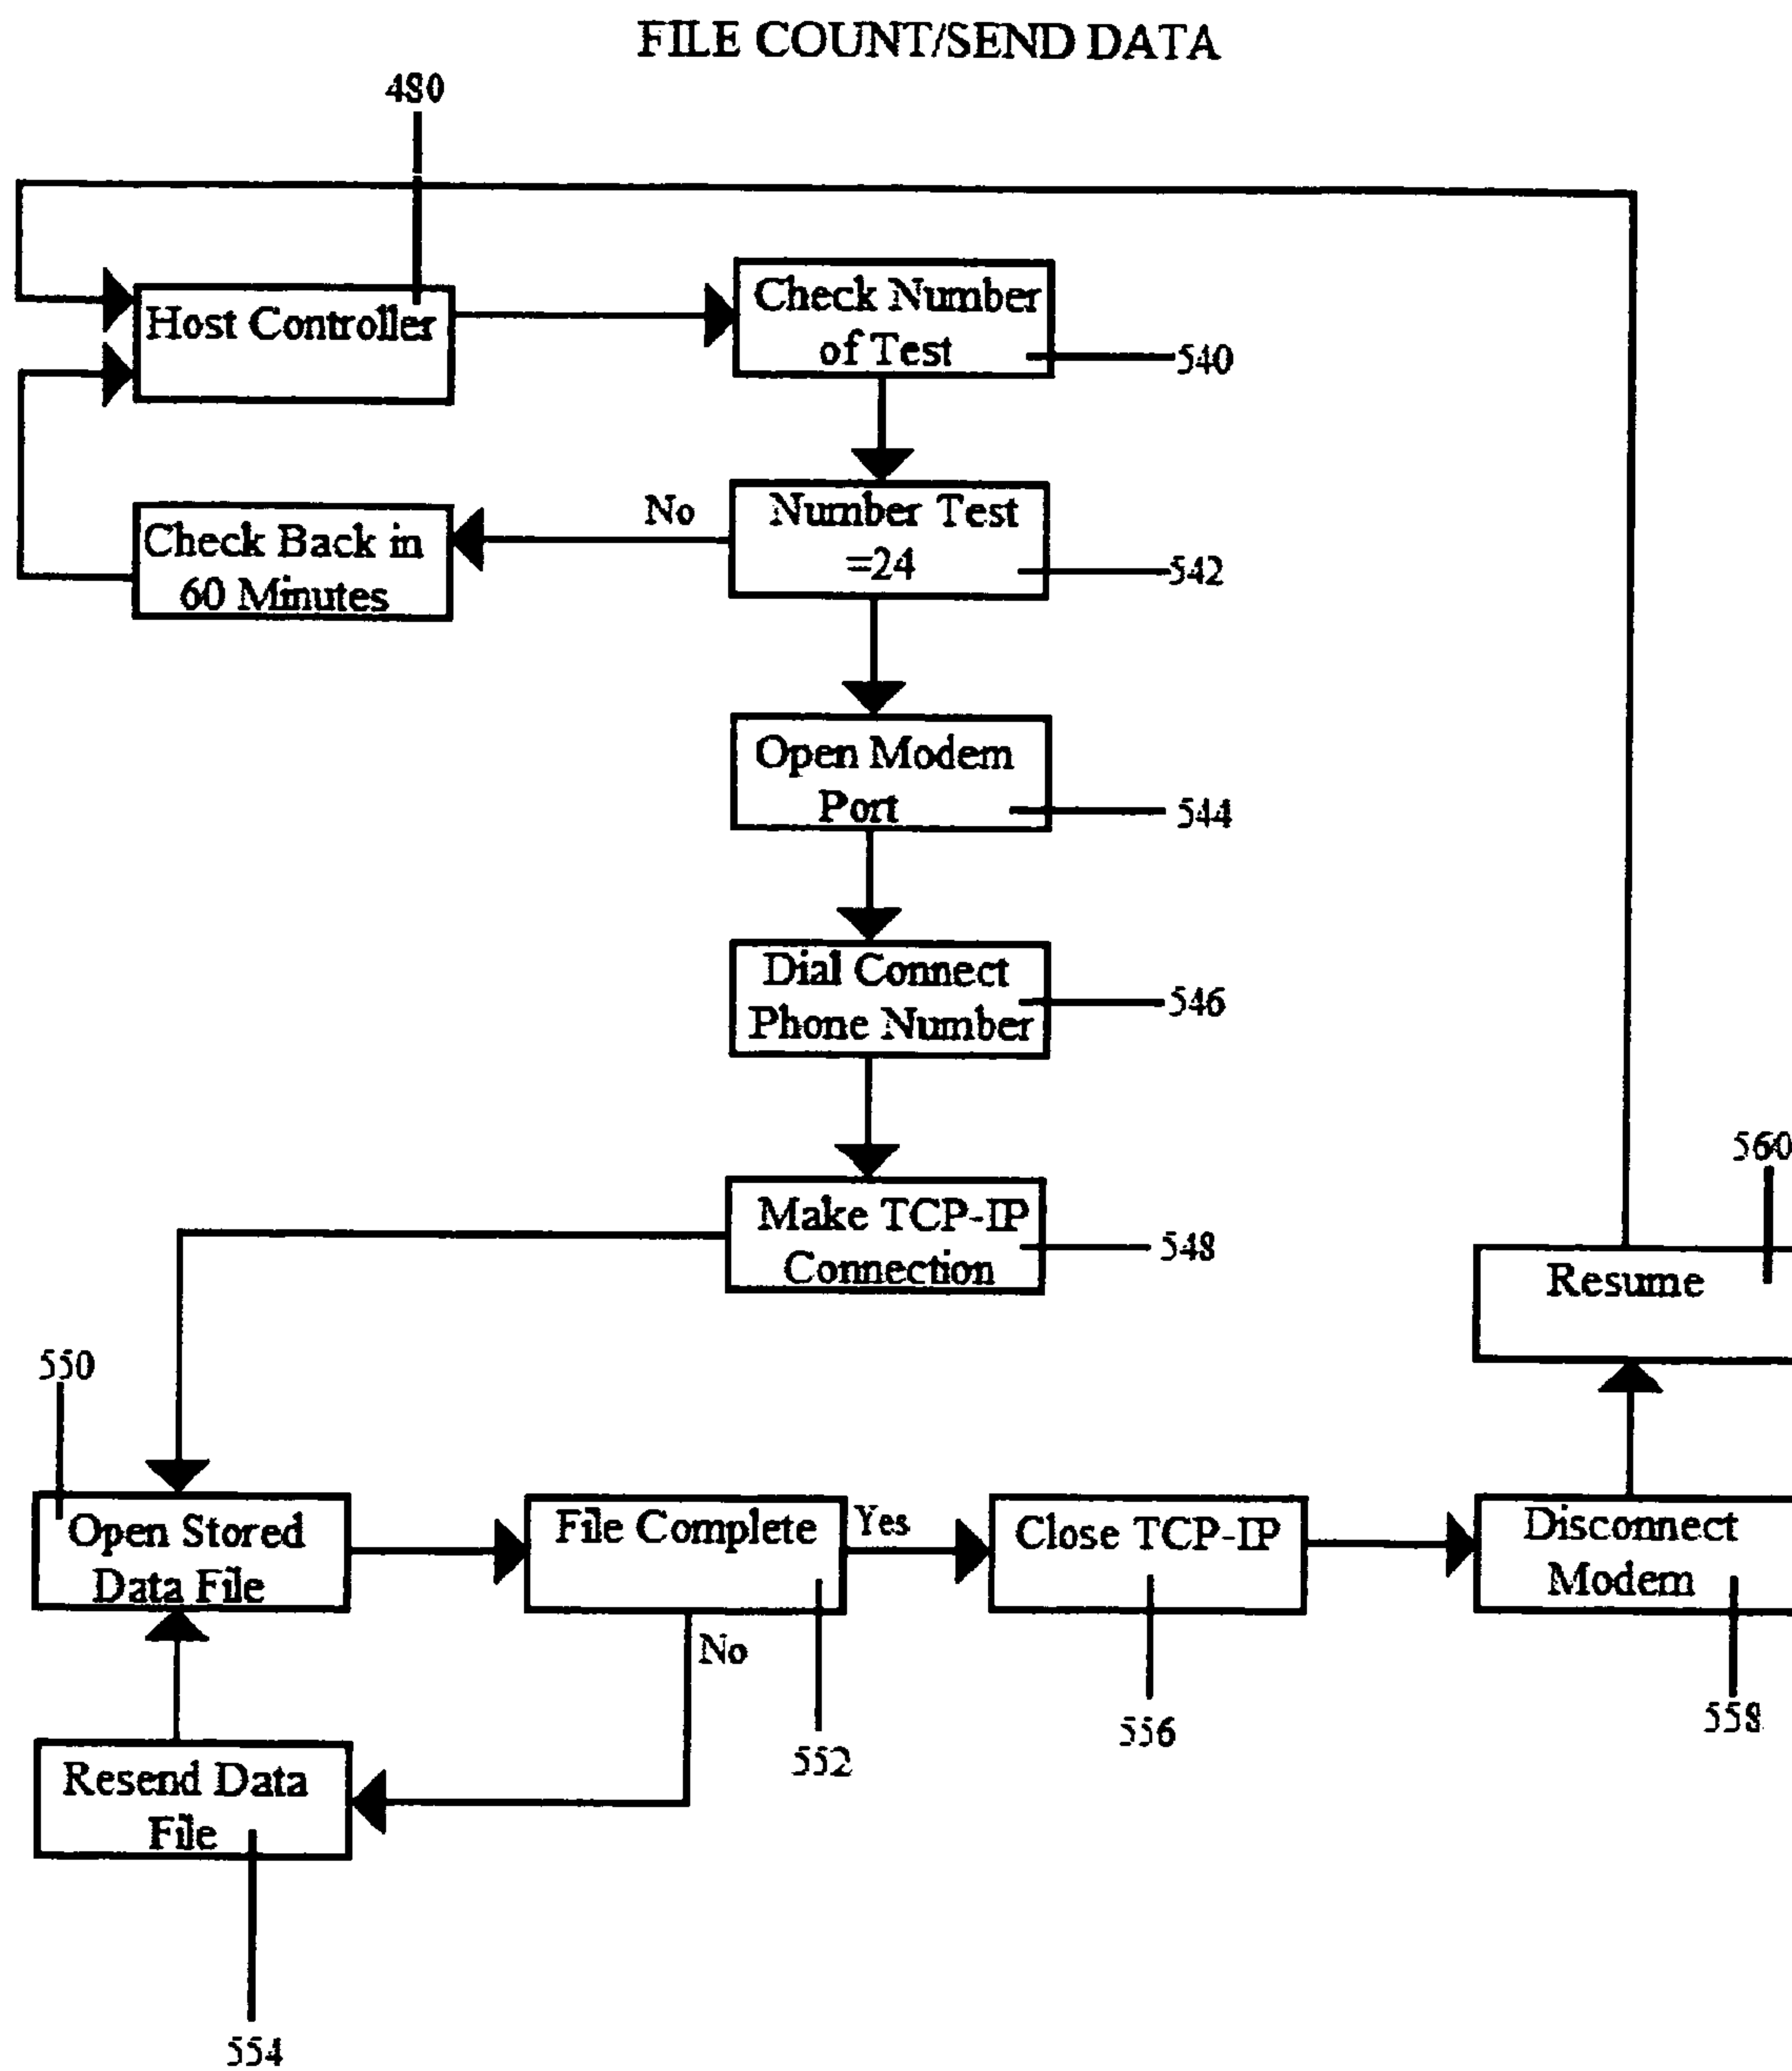 FILE COUNT/SEND DATA
480
Host Controller
Check Number
of Test
540
Check Back in
60 Minutes
No
Number Test
=24
542
Open Modem
Port
544
Dial Connect
Phone Number
546
Make TCP-IP
Connection
548
560
Resume
550
Open Stored
Data File
File Complete
Yes
Close TCP-IP
Disconnect
Modem
No
552
556
558
Resend Data
File
554